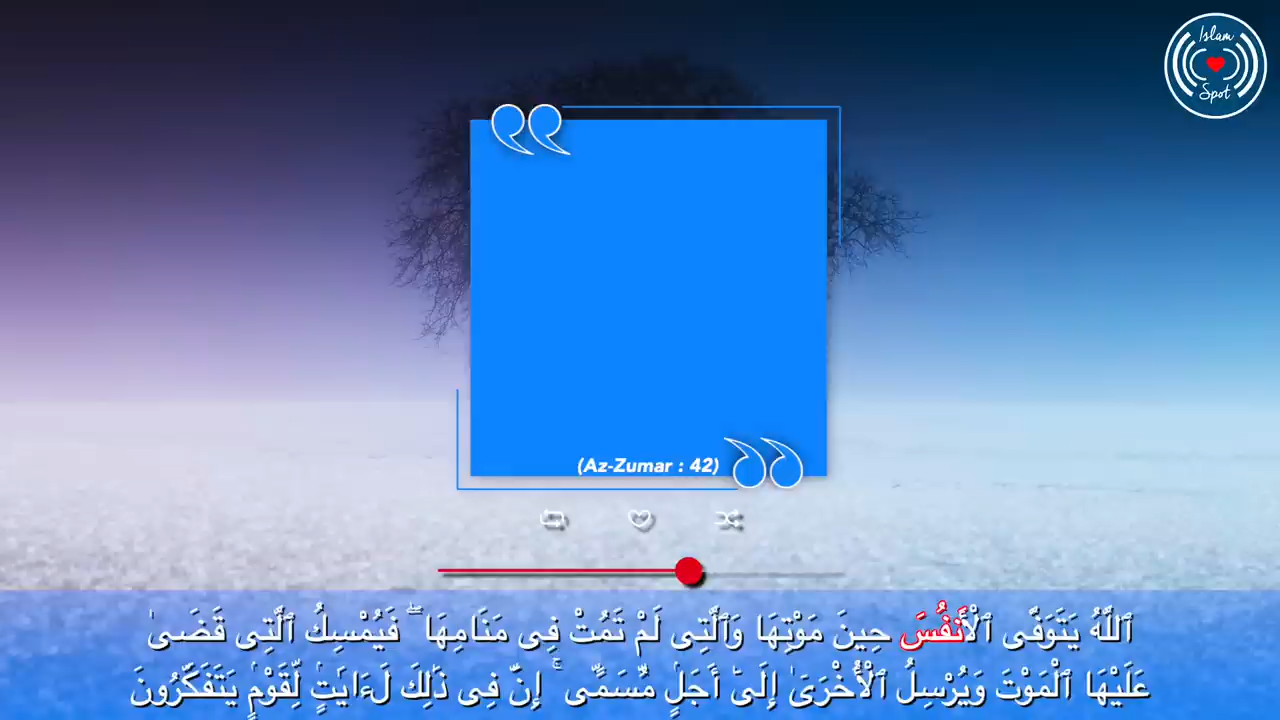 Islam
Spot
(Az-Zumar : 42)
ٱللَّهُ يَتَوَفَّى ٱلْأَنفُسَ حِينَ مَوْتِهَا وَٱلَّتِى لَمْ تَمُتْ فِى مَنَامِهَا ۖ فَيُمْسِكُ ٱلَّتِى قَضَىٰ
عَلَيْهَا ٱلْمَوْتَ وَيُرْسِلُ ٱلْأُخْرَىٰٓ إِلَىٰٓ أَجَلٍ مُّسَمًّى ۚ إِنَّ فِى ذَٰلِكَ لَءَايَٰتٍ لِّقَوْمٍ يَتَفَكَّرُونَ